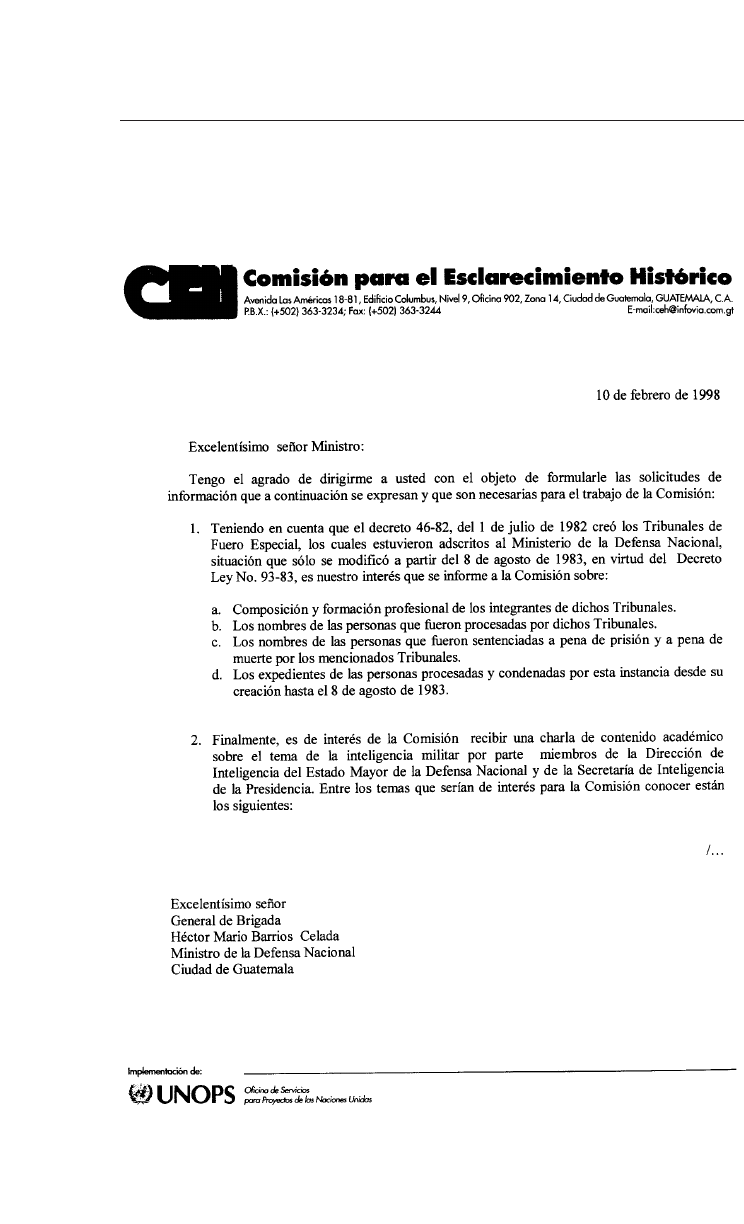 CEH Comisión para el Esclarecimiento Histórico
Avenida Las Américas 18-81, Edificio Columbus, Nivel 9, Oficina 902, Zona 14, Ciudad de Guatemala, GUATEMALA, C.A.
P.B.X.: (+502) 363-3234; Fax: (+502) 363-3244 E-mail:ceh@infovia.com.gt
10 de febrero de 1998
Excelentísimo señor Ministro:
Tengo el agrado de dirigirme a usted con el objeto de formularle las solicitudes de
información que a continuación se expresan y que son necesarias para el trabajo de la Comisión:
1. Teniendo en cuenta que el decreto 46-82, del 1 de julio de 1982 creó los Tribunales de
Fuero Especial, los cuales estuvieron adscritos al Ministerio de la Defensa Nacional,
situación que sólo se modificó a partir del 8 de agosto de 1983, en virtud del Decreto
Ley No. 93-83, es nuestro interés que se informe a la Comisión sobre:
a. Composición y formación profesional de los integrantes de dichos Tribunales.
b. Los nombres de las personas que fueron procesadas por dichos Tribunales.
c. Los nombres de las personas que fueron sentenciadas a pena de prisión y a pena de
muerte por los mencionados Tribunales.
d. Los expedientes de las personas procesadas y condenadas por esta instancia desde su
creación hasta el 8 de agosto de 1983.
2. Finalmente, es de interés de la Comisión recibir una charla de contenido académico
sobre el tema de la inteligencia militar por parte miembros de la Dirección de
Inteligencia del Estado Mayor de la Defensa Nacional y de la Secretaría de Inteligencia
de la Presidencia. Entre los temas que serían de interés para la Comisión conocer están
los siguientes:
/...
Excelentísimo señor
General de Brigada
Héctor Mario Barrios Celada
Ministro de la Defensa Nacional
Ciudad de Guatemala
Implementación de:
UNOPS Oficina de Servicios
para Proyectos de las Naciones Unidas